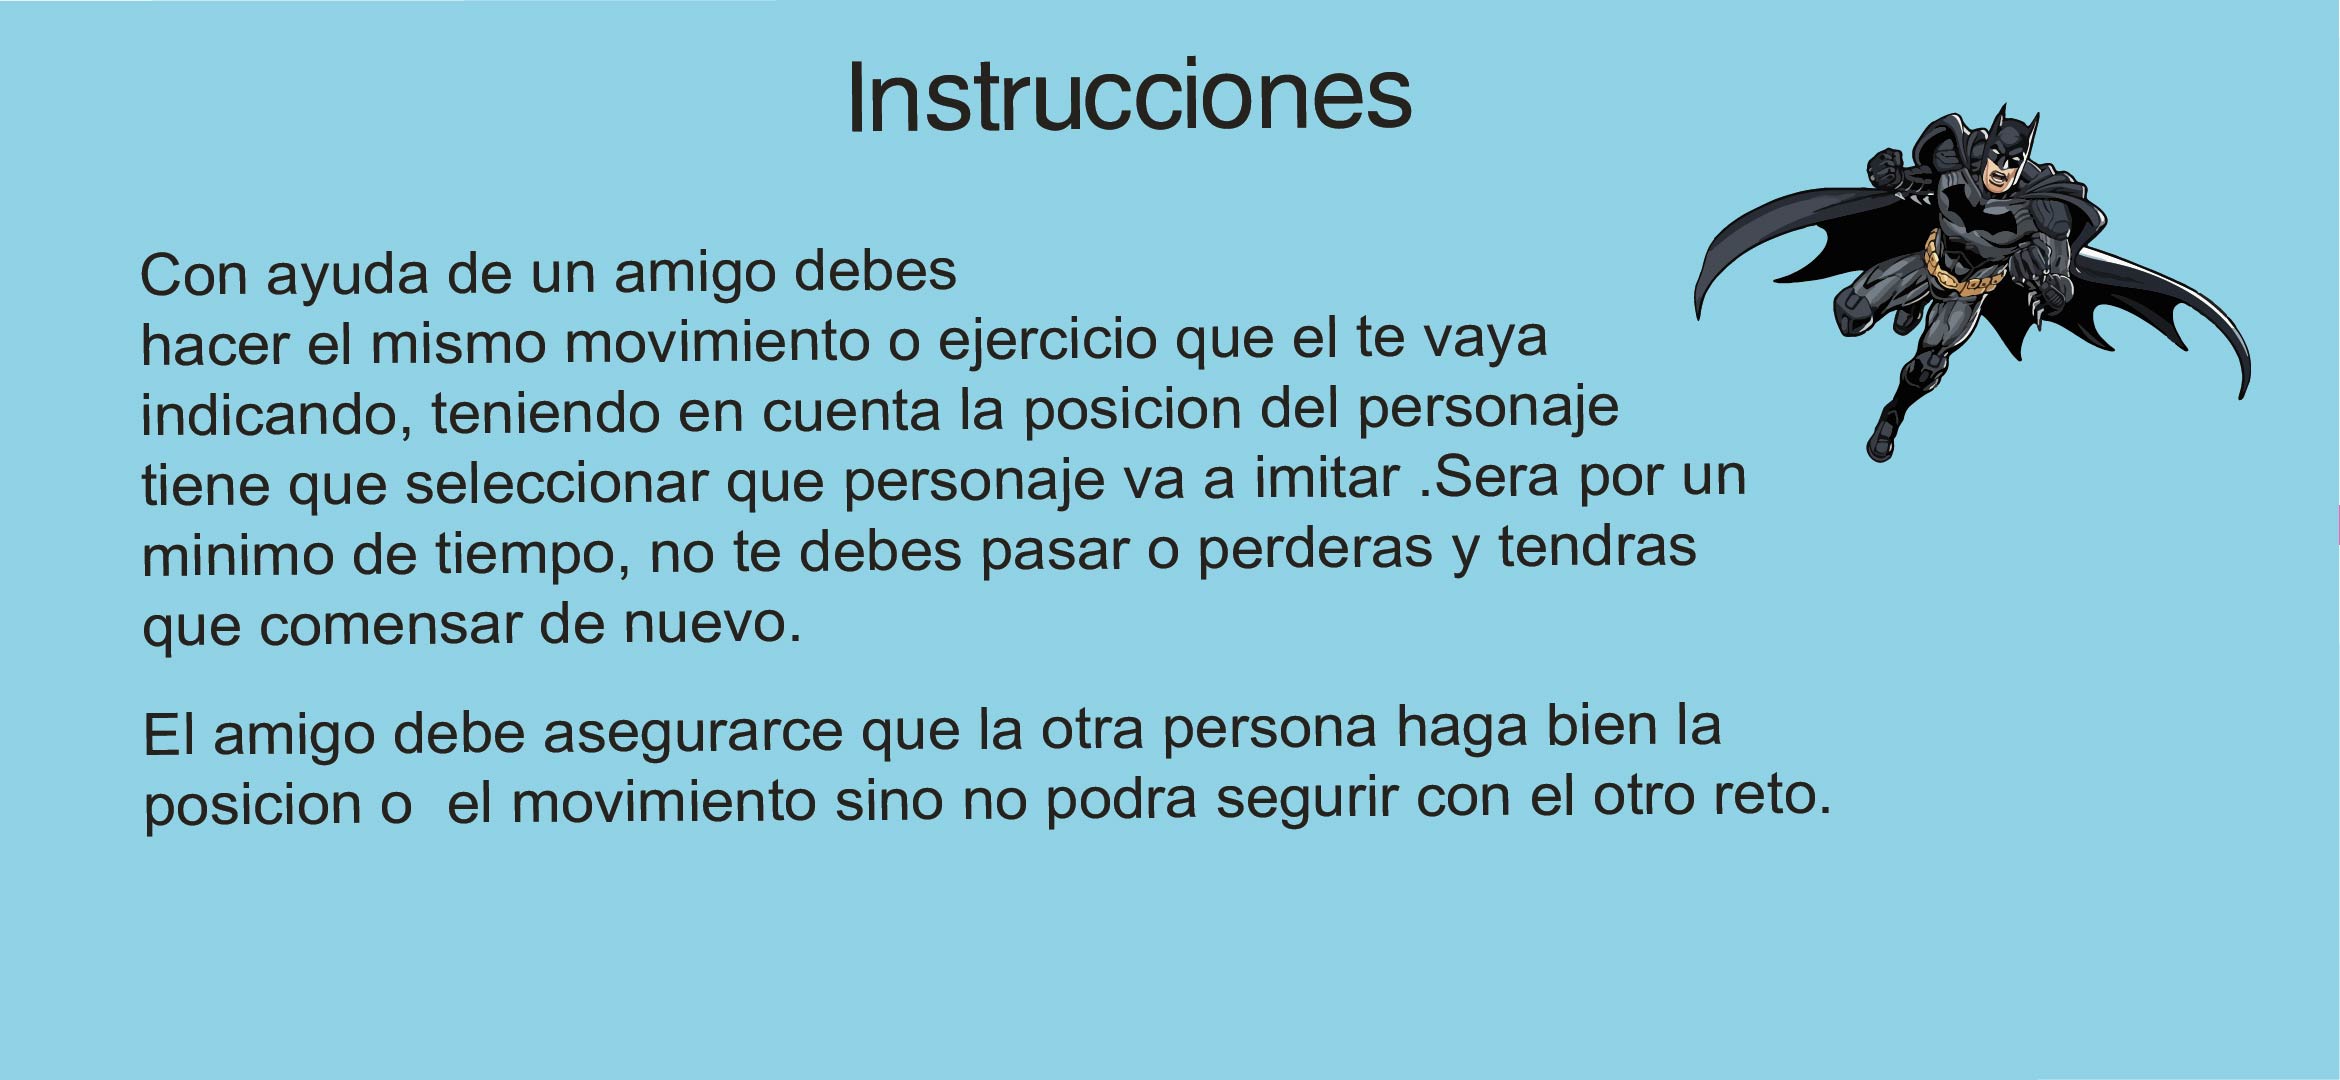 Instrucciones
Con ayuda de un amigo debes
hacer el mismo movimiento o ejercicio que el te vaya
indicando, teniendo en cuenta la posicion del personaje
tiene que seleccionar que personaje va a imitar .Sera por un
minimo de tiempo, no te debes pasar o perderas y tendras
que comensar de nuevo.
El amigo debe asegurarce que la otra persona haga bien la
posicion o  el movimiento sino no podra segurir con el otro reto.